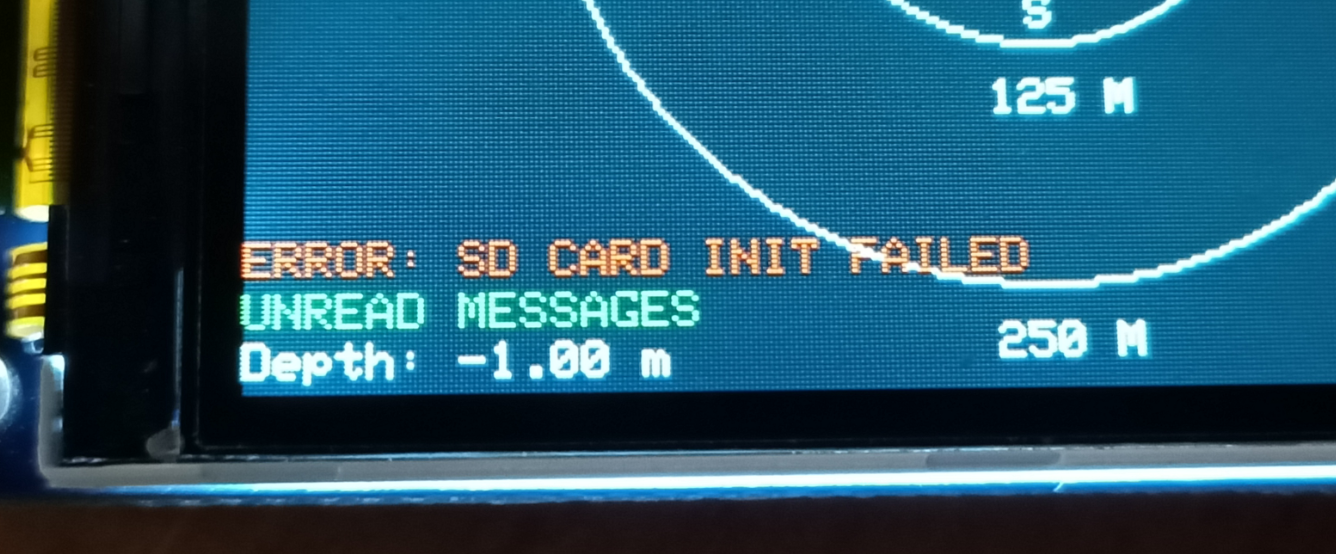 S
125 M
ERROR: SD CARD INIT FAILED
UNREAD MESSAGES
Depth: -1.00 m
250 M